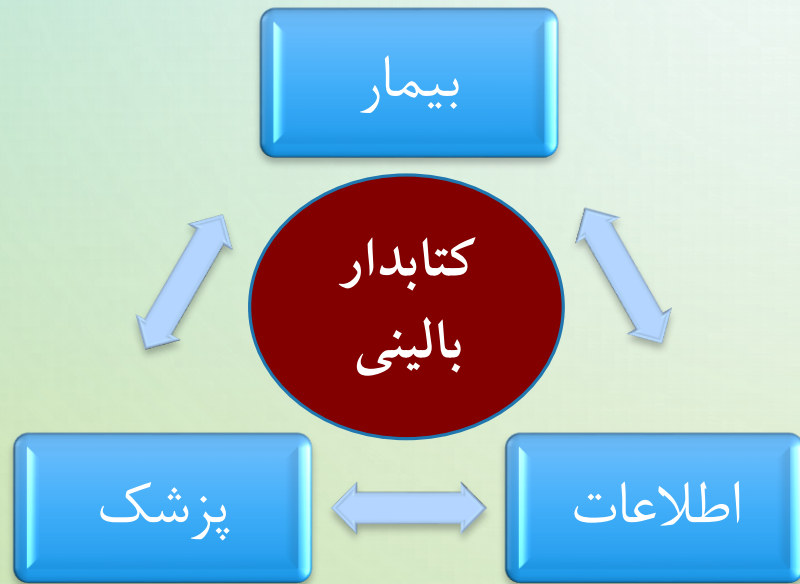 بیمار
کتابدار
بالینی
اطلاعات
پزشک